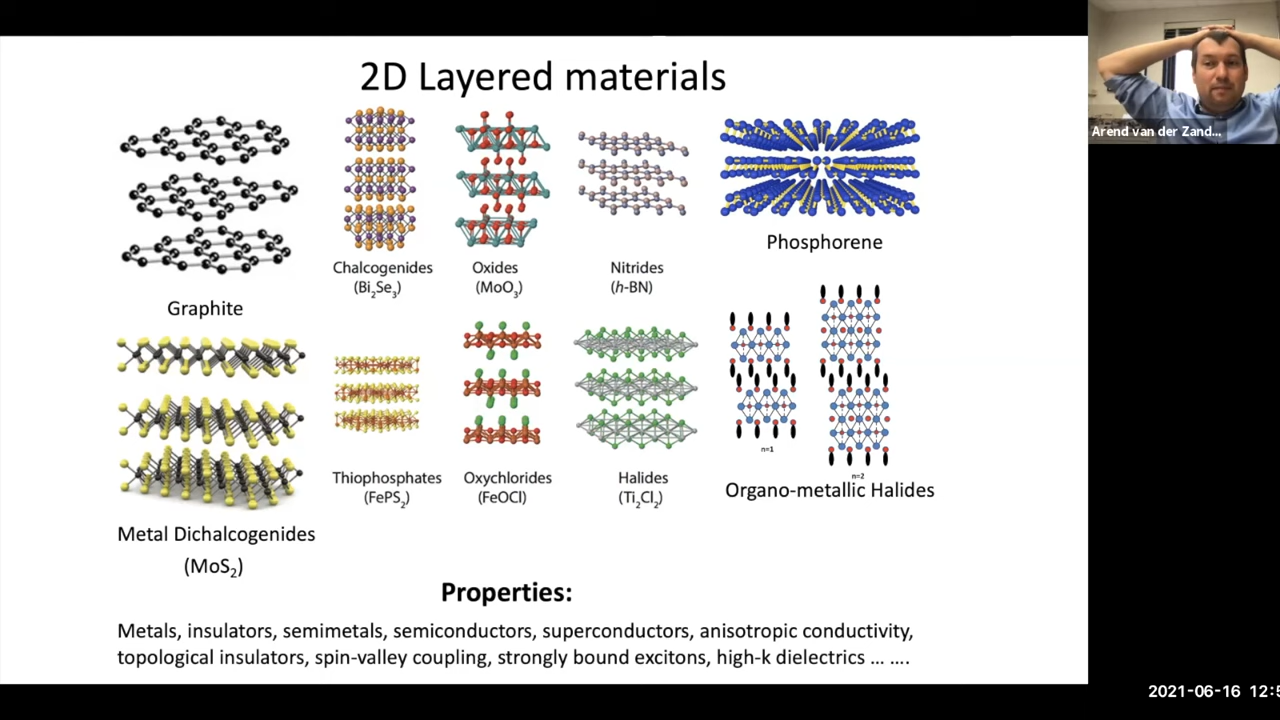 2D Layered materials
Arend van der Zand...
Phosphorene
Chalcogenides
(Bi₂Se₃)
Oxides
(MoO₃)
Nitrides
(h-BN)
Graphite
n=1
n=2
Thiophosphates
(FePS₂)
Oxychlorides
(FeOCl)
Halides
(Ti₂Cl₂)
Organo-metallic Halides
Metal Dichalcogenides
(MoS₂)
Properties:
Metals, insulators, semimetals, semiconductors, superconductors, anisotropic conductivity,
topological insulators, spin-valley coupling, strongly bound excitons, high-k dielectrics ... ....
2021-06-16 12:5